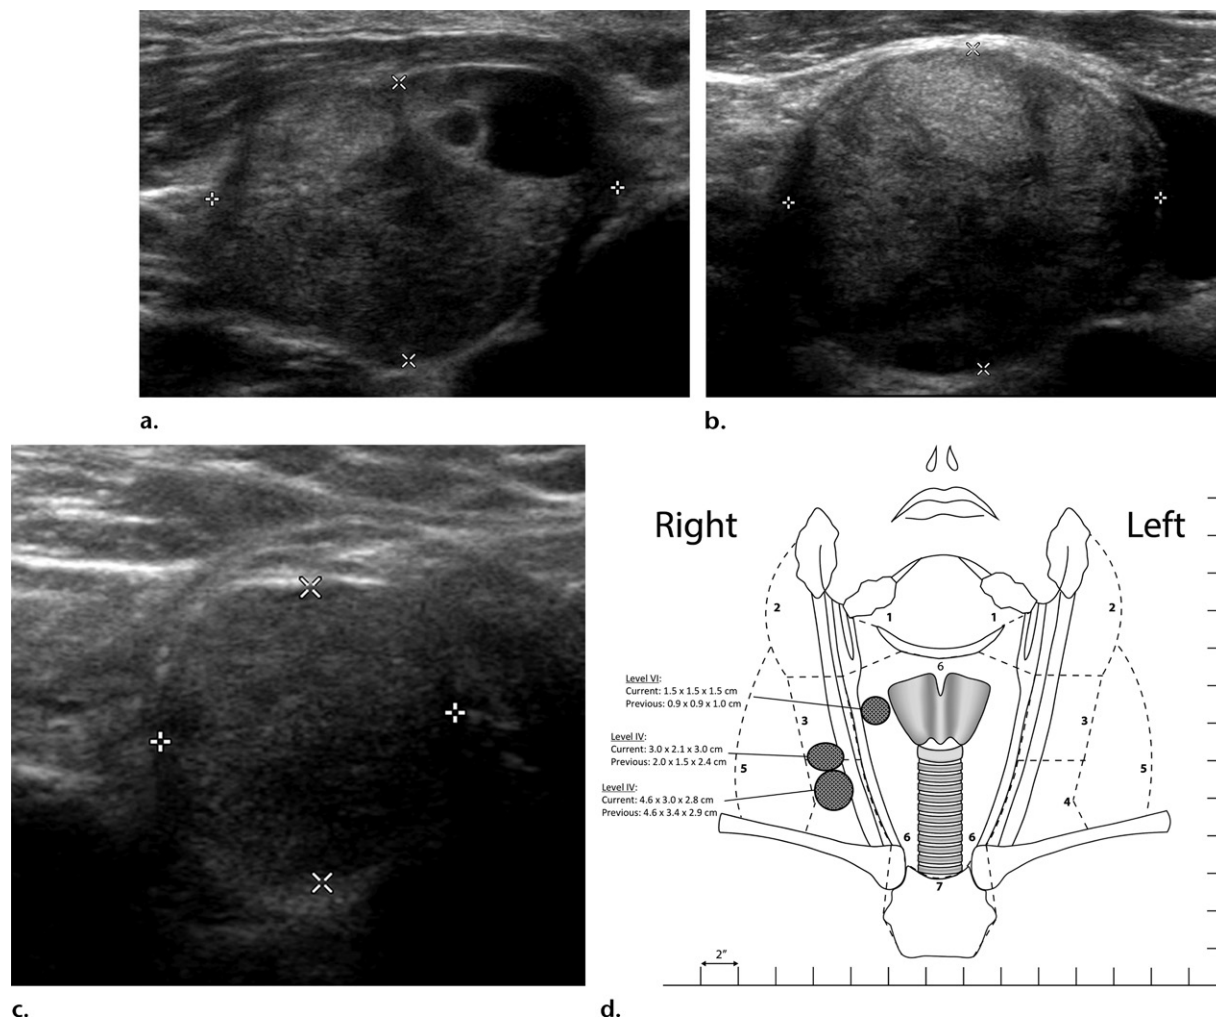 a.
b.
c.
Right
Left
2
2
1
1
6
Level VI:
Current: 1.5 x 1.5 x 1.5 cm
Previous: 0.9 x 0.9 x 1.0 cm
3
3
Level IV:
Current: 3.0 x 2.1 x 3.0 cm
Previous: 2.0 x 1.5 x 2.4 cm
5
5
Level IV:
Current: 4.6 x 3.0 x 2.8 cm
Previous: 4.6 x 3.4 x 2.9 cm
4
6
6
7
2"
d.